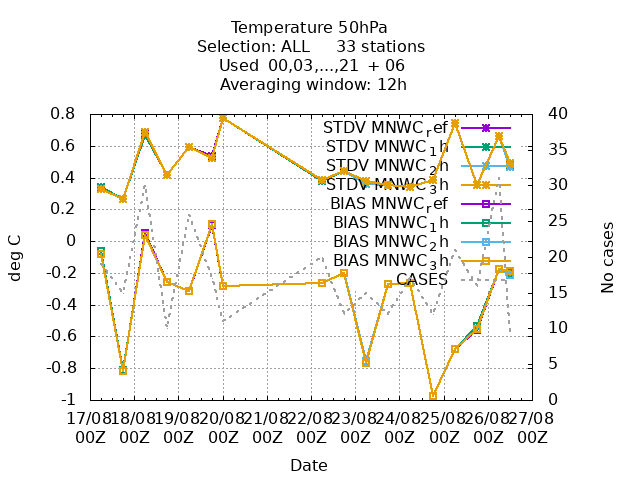 Temperature 50hPa
Selection: ALL 33 stations
Used 00,03,...,21 + 06
Averaging window: 12h
0.8
0.6
0.4
0.2
0
-0.2
-0.4
-0.6
-0.8
-1
40
35
30
25
20
15
10
5
0
STDV MNWC_ref
STDV MNWC_1h
STDV MNWC_2h
STDV MNWC_3h
BIAS MNWC_ref
BIAS MNWC_1h
BIAS MNWC_2h
BIAS MNWC_3h
CASES
deg C
No cases
17/08 18/08 19/08 20/08 21/08 22/08 23/08 24/08 25/08 26/08 27/08
00Z 00Z 00Z 00Z 00Z 00Z 00Z 00Z 00Z 00Z 00Z
Date